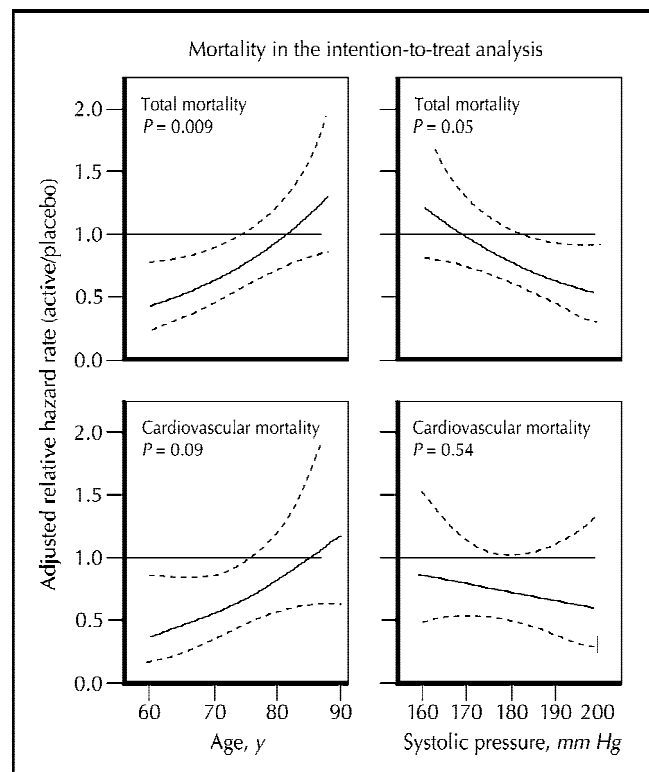 Mortality in the intention-to-treat analysis
Adjusted relative hazard rate (active/placebo)
Total mortality
P = 0.009
2.0
1.5
1.0
0.5
0.0
Total mortality
P = 0.05
Cardiovascular mortality
P = 0.09
2.0
1.5
1.0
0.5
0.0
60 70 80 90
Age, y
Cardiovascular mortality
P = 0.54
160 170 180 190 200
Systolic pressure, mm Hg